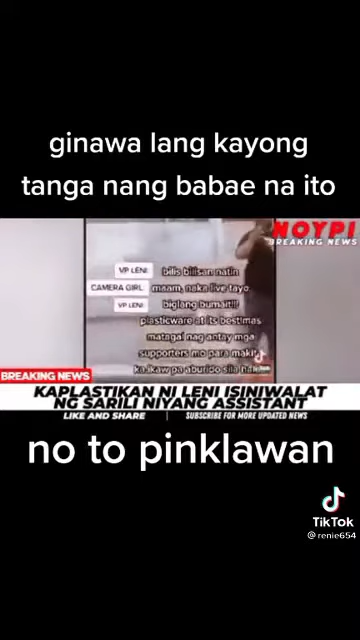 ginawa lang kayong
tanga nang babae na ito
NOYPI
BREAKING NEWS
VP LENI: bilis bilisan natin
CAMERA GIRL: maam, naka live tayo
VP LENI: biglang bumait!!!
plasticware at its best!mas
matagal nag antay mga
supporters mo para makit
ka.ikaw pa aburido sila
BREAKING NEWS
KAPLASTIKAN NI LENI ISINIWALAT
NG SARILI NIYANG ASSISTANT
LIKE AND SHARE
SUBSCRIBE FOR MORE UPDATED NEWS
no to pinklawan
TikTok
@renie654